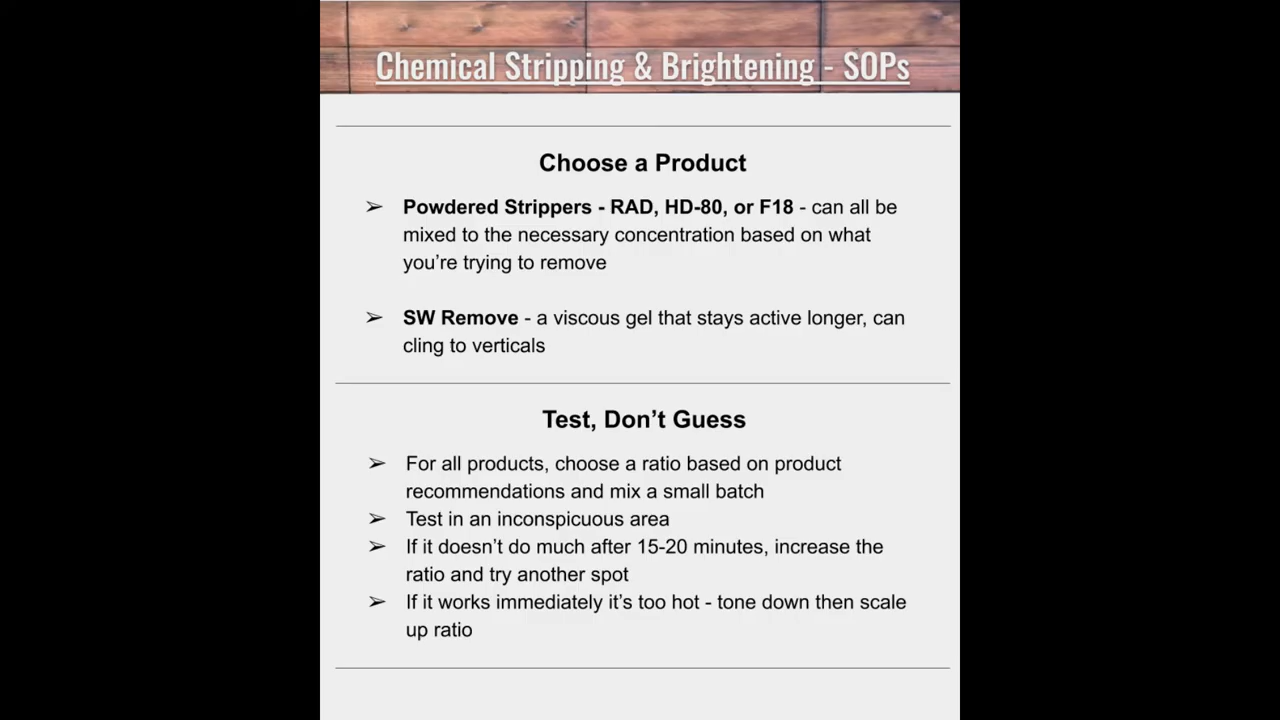 Chemical Stripping & Brightening - SOPs
Choose a Product
➢ Powdered Strippers - RAD, HD-80, or F18 - can all be
mixed to the necessary concentration based on what
you’re trying to remove
➢ SW Remove - a viscous gel that stays active longer, can
cling to verticals
Test, Don’t Guess
➢ For all products, choose a ratio based on product
recommendations and mix a small batch
➢ Test in an inconspicuous area
➢ If it doesn’t do much after 15-20 minutes, increase the
ratio and try another spot
➢ If it works immediately it’s too hot - tone down then scale
up ratio